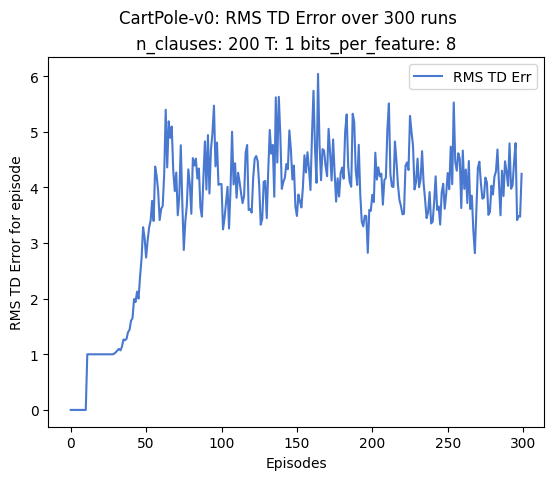 CartPole-v0: RMS TD Error over 300 runs
n_clauses: 200 T: 1 bits_per_feature: 8
RMS TD Err
6
5
4
3
2
1
0
RMS TD Error for episode
0 50 100 150 200 250 300
Episodes